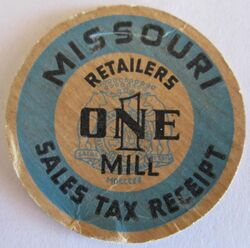 MISSOURI
RETAILERS
1
ONE
MILL
SALES TAX RECEIPT